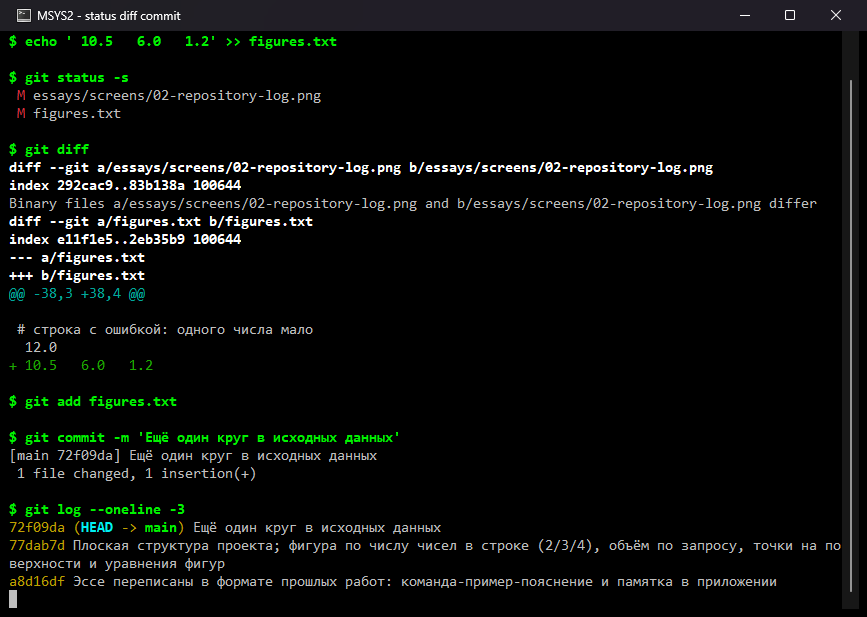 MSYS2 - status diff commit
$ echo ' 10.5   6.0   1.2' >> figures.txt
$ git status -s
 M essays/screens/02-repository-log.png
 M figures.txt
$ git diff
diff --git a/essays/screens/02-repository-log.png b/essays/screens/02-repository-log.png
index 292cac9..83b138a 100644
Binary files a/essays/screens/02-repository-log.png and b/essays/screens/02-repository-log.png differ
diff --git a/figures.txt b/figures.txt
index e11f1e5..2eb35b9 100644
--- a/figures.txt
+++ b/figures.txt
@@ -38,3 +38,4 @@
 # строка с ошибкой: одного числа мало
  12.0
+ 10.5   6.0   1.2
$ git add figures.txt
$ git commit -m 'Ещё один круг в исходных данных'
[main 72f09da] Ещё один круг в исходных данных
 1 file changed, 1 insertion(+)
$ git log --oneline -3
72f09da (HEAD -> main) Ещё один круг в исходных данных
77dab7d Плоская структура проекта; фигура по числу чисел в строке (2/3/4), объём по запросу, точки на по
верхности и уравнения фигур
a8d16df Эссе переписаны в формате прошлых работ: команда-пример-пояснение и памятка в приложении